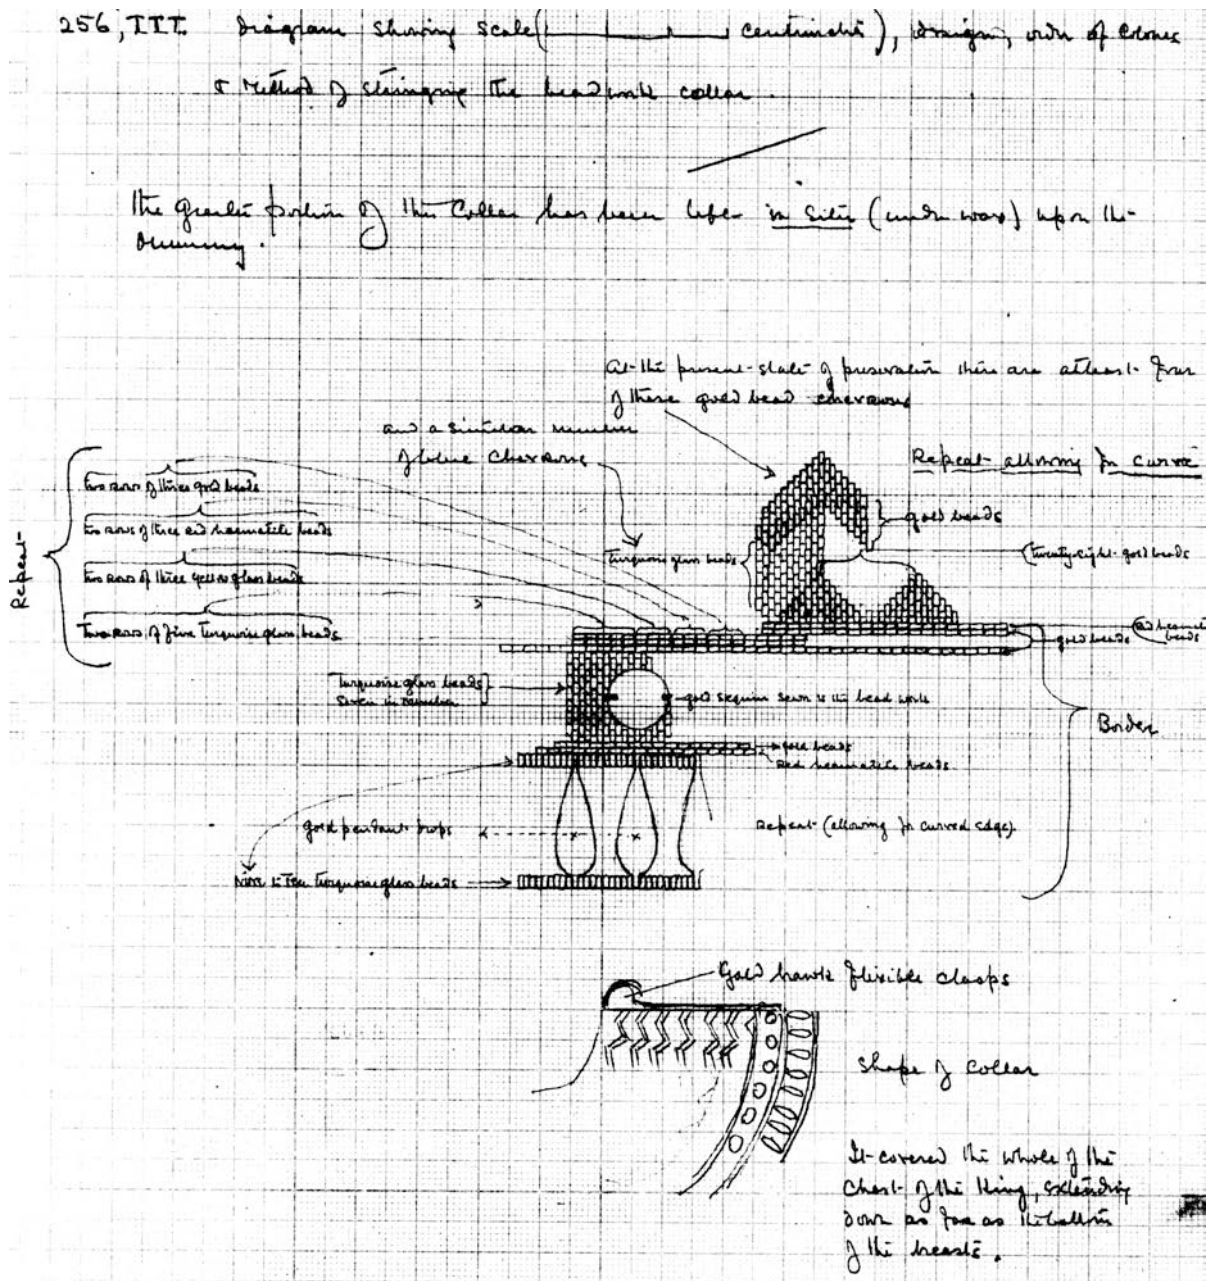 256, TTT. Diagram showing scale ( centimetres), design, order of colours
& method of stringing the beadwork collar.
The greater portion of this Collar has been left in situ (under wax) upon the
mummy.
At the present state of preservation there are at least four
of these gold bead chevrons
and a similar number
of blue chevrons
Repeat allowing for curve
two rows of three gold beads
gold beads
two rows of three red haematite beads
turquoise glass beads
twenty-eight gold beads
Repeat
two rows of three yellow glass beads
Two rows of five Turquoise glass beads.
red haematite
beads
gold beads
Turquoise glass beads
seven in number
gold sequin sewn to the bead work
Border
gold beads
Red haematite beads
gold pendant drops
Repeat (allowing for curved edge).
nine to ten turquoise glass beads
Gold hawk flexible clasps
Shape of Collar
It covered the whole of the
Chest of the King, extending
down as far as the bottom
of the breasts.